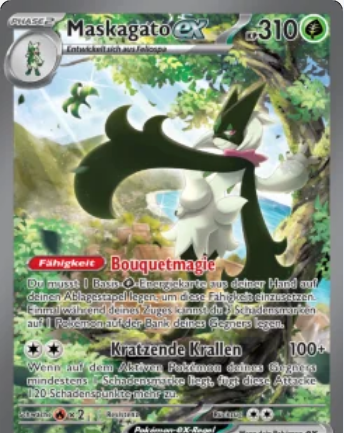 PHASE 2
Maskagato ex KP 310
Entwickelt sich aus Feliospa
Fähigkeit Bouquetmagie
Du musst 1 Basis-Energiekarte aus deiner Hand auf
deinen Ablagestapel legen, um diese Fähigkeit einzusetzen.
Einmal während deines Zuges kannst du 3 Schadensmarken
auf 1 Pokémon auf der Bank deines Gegners legen.
Kratzende Krallen 100+
Wenn auf dem Aktiven Pokémon deines Gegners
mindestens 1 Schadensmarke liegt, fügt diese Attacke
120 Schadenspunkte mehr zu.
Schwäche ×2 Resistenz Rückzug
Pokémon-ex-Regel